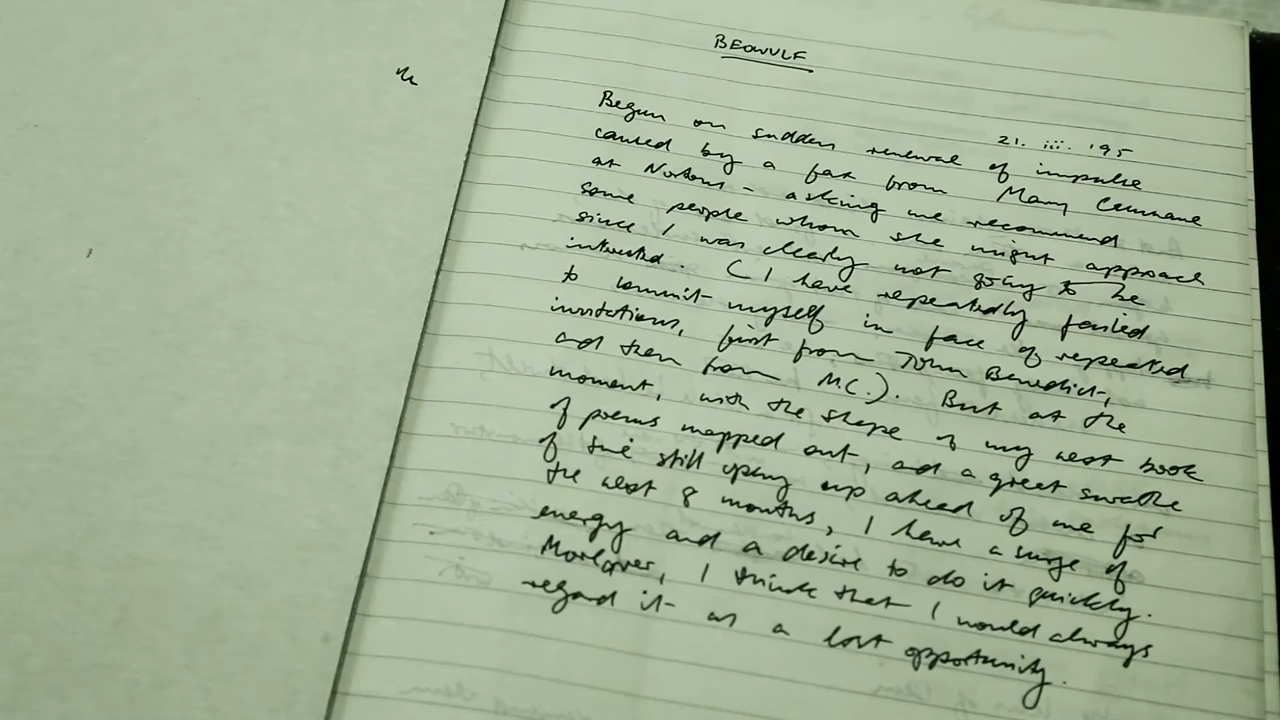 BEOWULF
21. iii. '95
Begun on sudden renewal of impulse
caused by a fax from Mary Cunnane
at Nortons - asking me recommend
some people whom she might approach
since I was clearly not going to be
interested. (I have repeatedly failed
to commit myself in face of repeated
invitations, first from John Benedict,
and then from MC.). But at the
moment, with the shape of my next book
of poems mapped out, and a great swathe
of time still opening up ahead of me for
the next 8 months, I have a surge of
energy and a desire to do it quickly.
Moreover, I think that I would always
regard it as a lost opportunity.